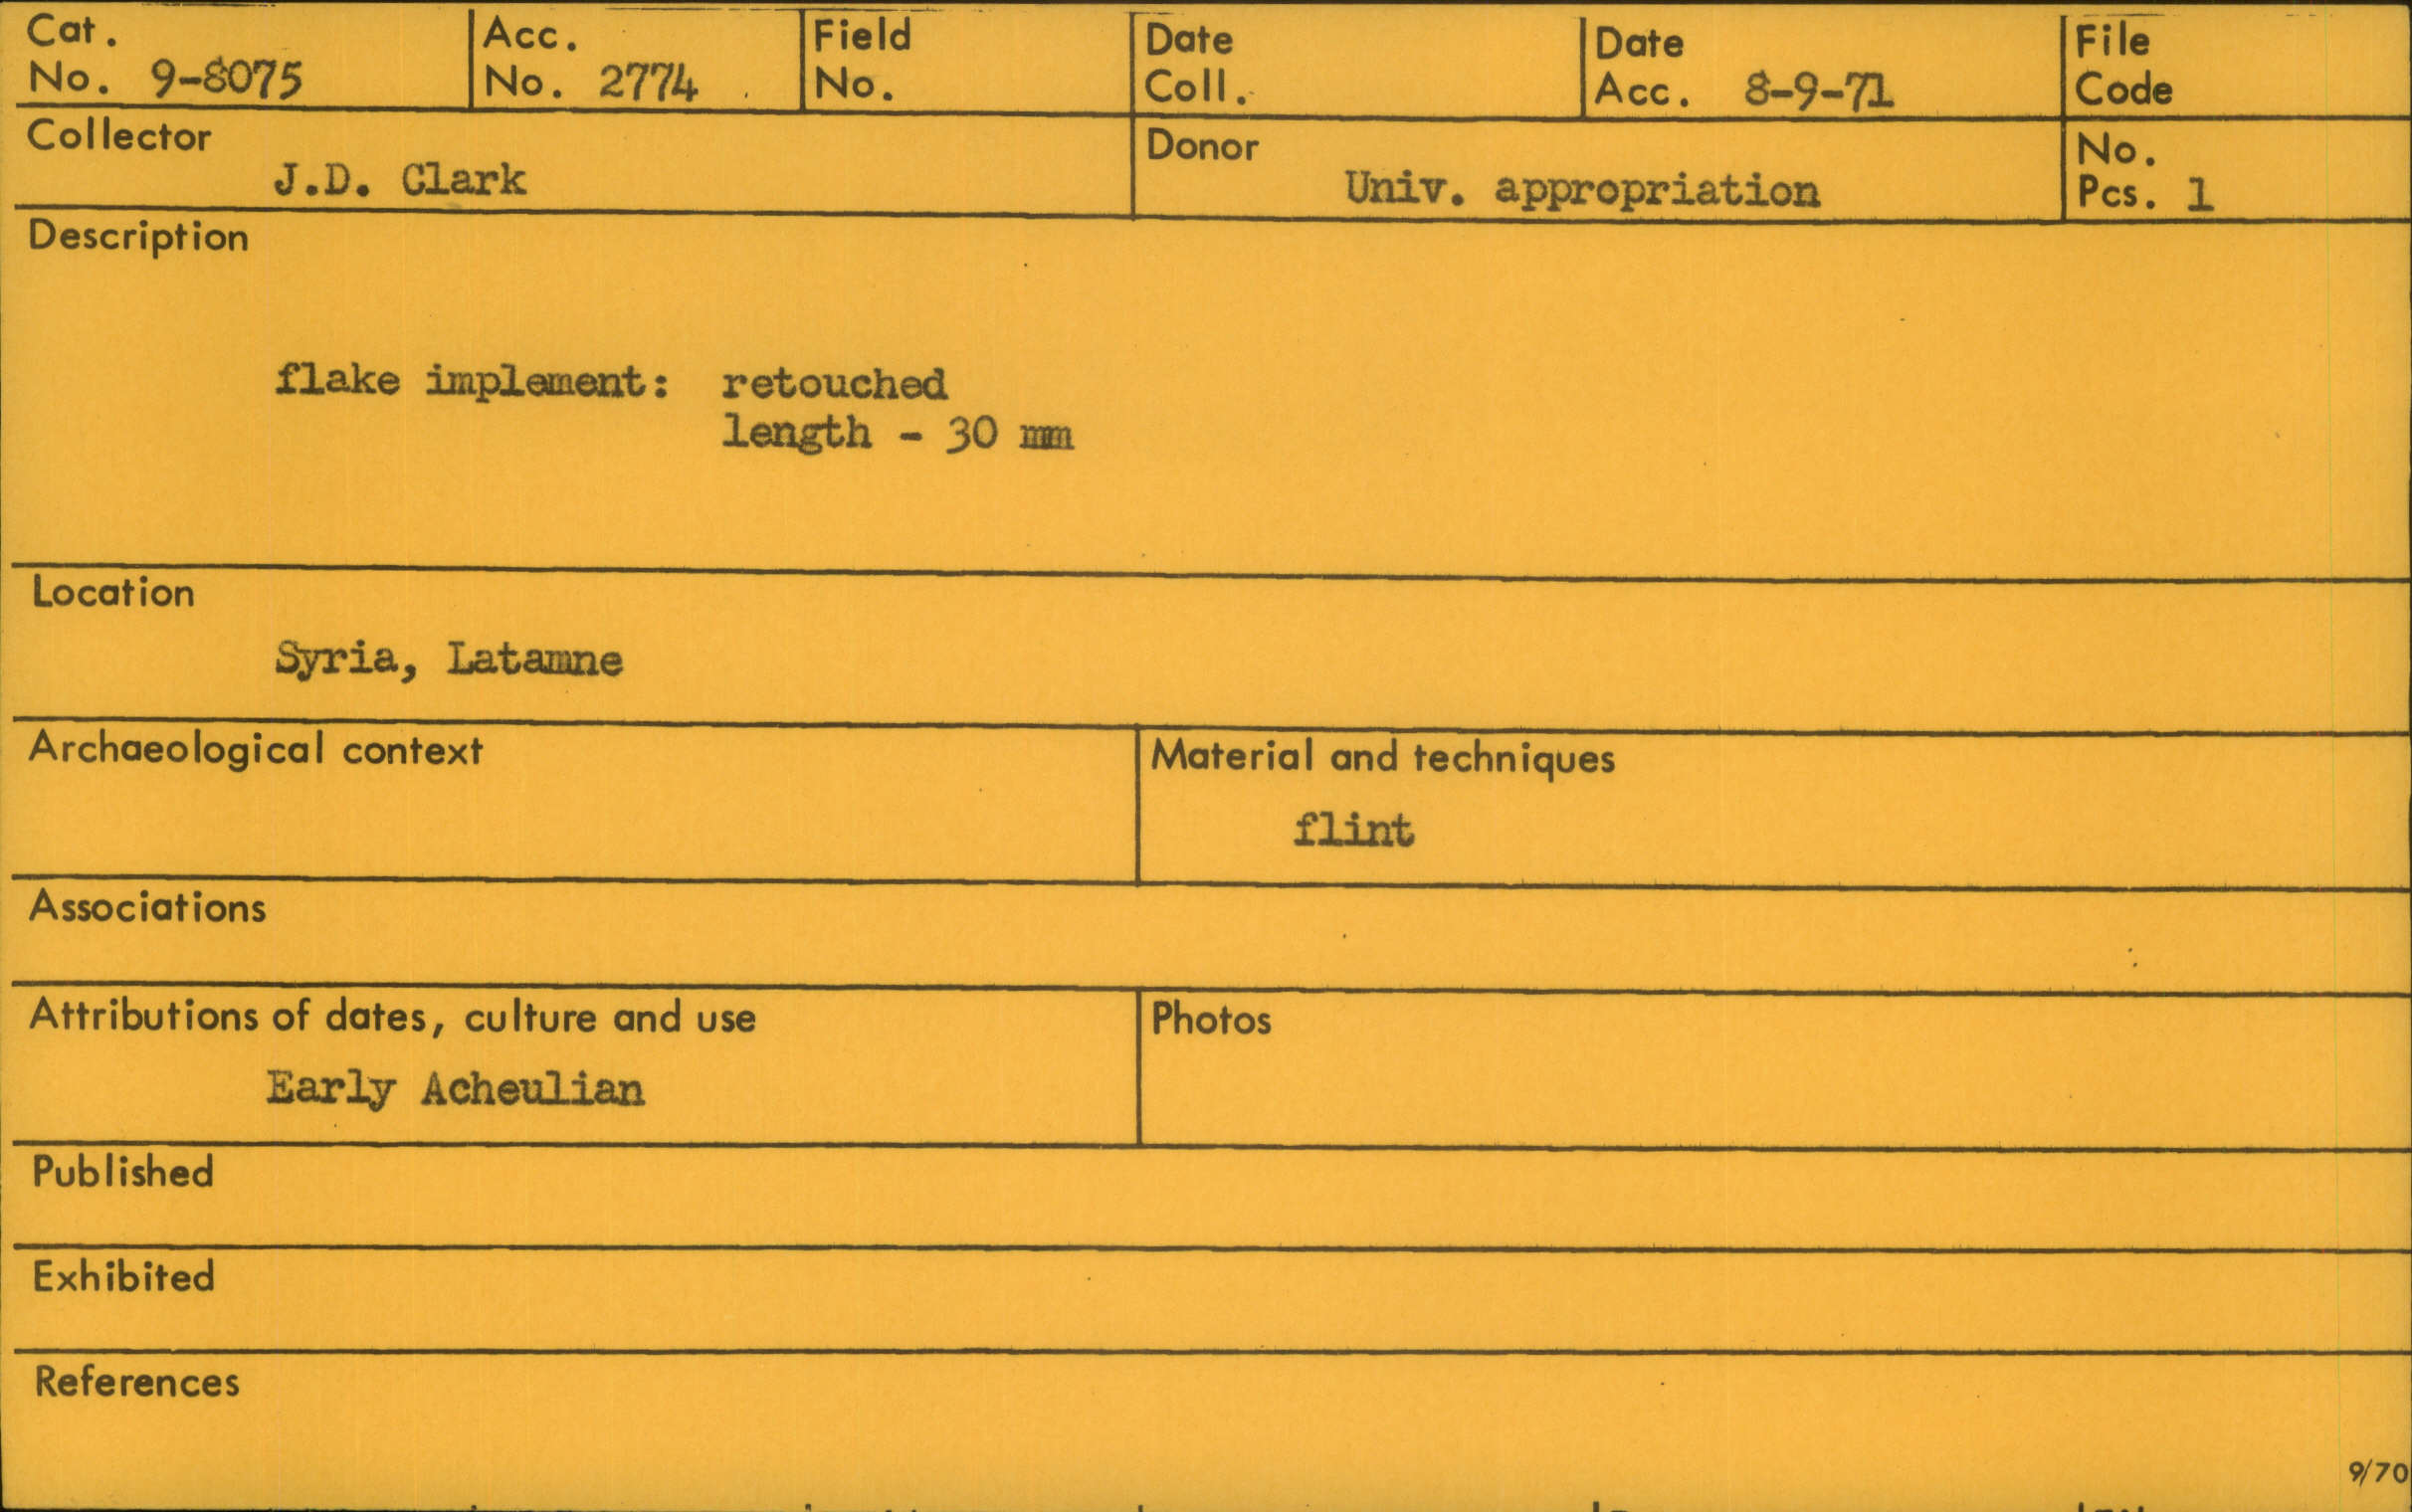 Cat. No. 9-8075
Acc. No. 2774
Field No.
Date Coll.
Date Acc. 8-9-71
File Code
Collector
J.D. Clark
Donor
Univ. appropriation
No. Pcs. 1
Description
flake implement: retouched
length - 30 mm
Location
Syria, Latamne
Archaeological context
Material and techniques
flint
Associations
Attributions of dates, culture and use
Early Acheulian
Photos
Published
Exhibited
References
9/70